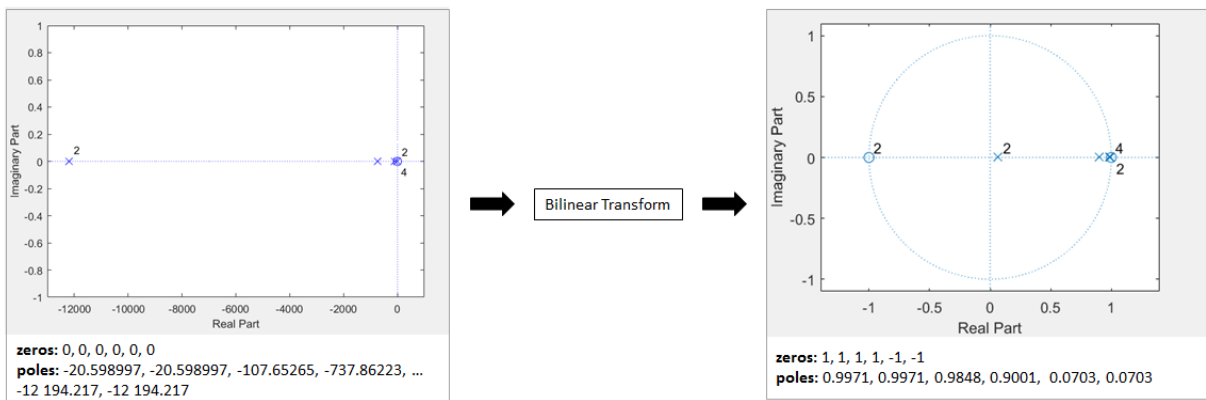 1
0.8
0.6
0.4
0.2
0
-0.2
-0.4
-0.6
-0.8
-1
Imaginary Part
2
2
4
-12000 -10000 -8000 -6000 -4000 -2000 0
Real Part
zeros: 0, 0, 0, 0, 0, 0
poles: -20.598997, -20.598997, -107.65265, -737.86223, ...
-12 194.217, -12 194.217
Bilinear Transform
1
0.5
0
-0.5
-1
Imaginary Part
2
2
4
2
-1 -0.5 0 0.5 1
Real Part
zeros: 1, 1, 1, 1, -1, -1
poles: 0.9971, 0.9971, 0.9848, 0.9001, 0.0703, 0.0703